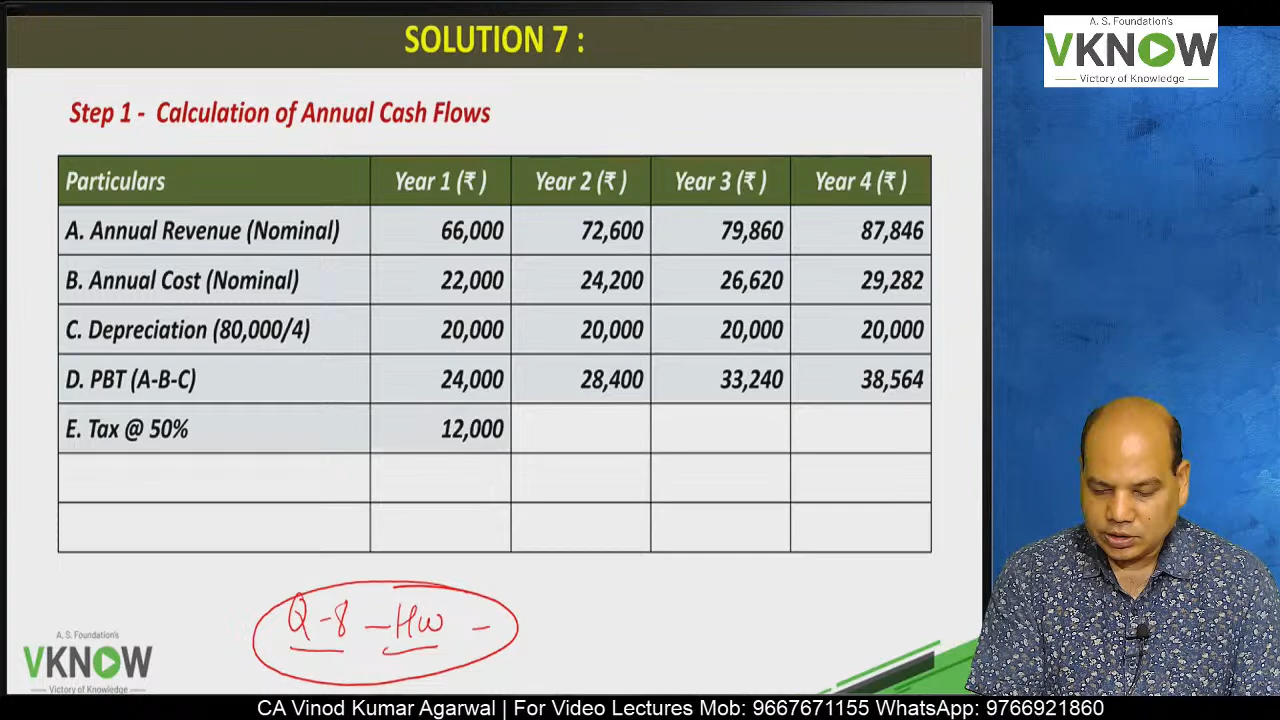 SOLUTION 7 :
A. S. Foundation's
VKNOW
Victory of Knowledge
Step 1 - Calculation of Annual Cash Flows
Particulars Year 1 (₹ ) Year 2 (₹ ) Year 3 (₹ ) Year 4 (₹ )
A. Annual Revenue (Nominal) 66,000 72,600 79,860 87,846
B. Annual Cost (Nominal) 22,000 24,200 26,620 29,282
C. Depreciation (80,000/4) 20,000 20,000 20,000 20,000
D. PBT (A-B-C) 24,000 28,400 33,240 38,564
E. Tax @ 50% 12,000
Q-8 - HW -
A. S. Foundation's
VKNOW
Victory of Knowledge
CA Vinod Kumar Agarwal | For Video Lectures Mob: 9667671155 WhatsApp: 9766921860